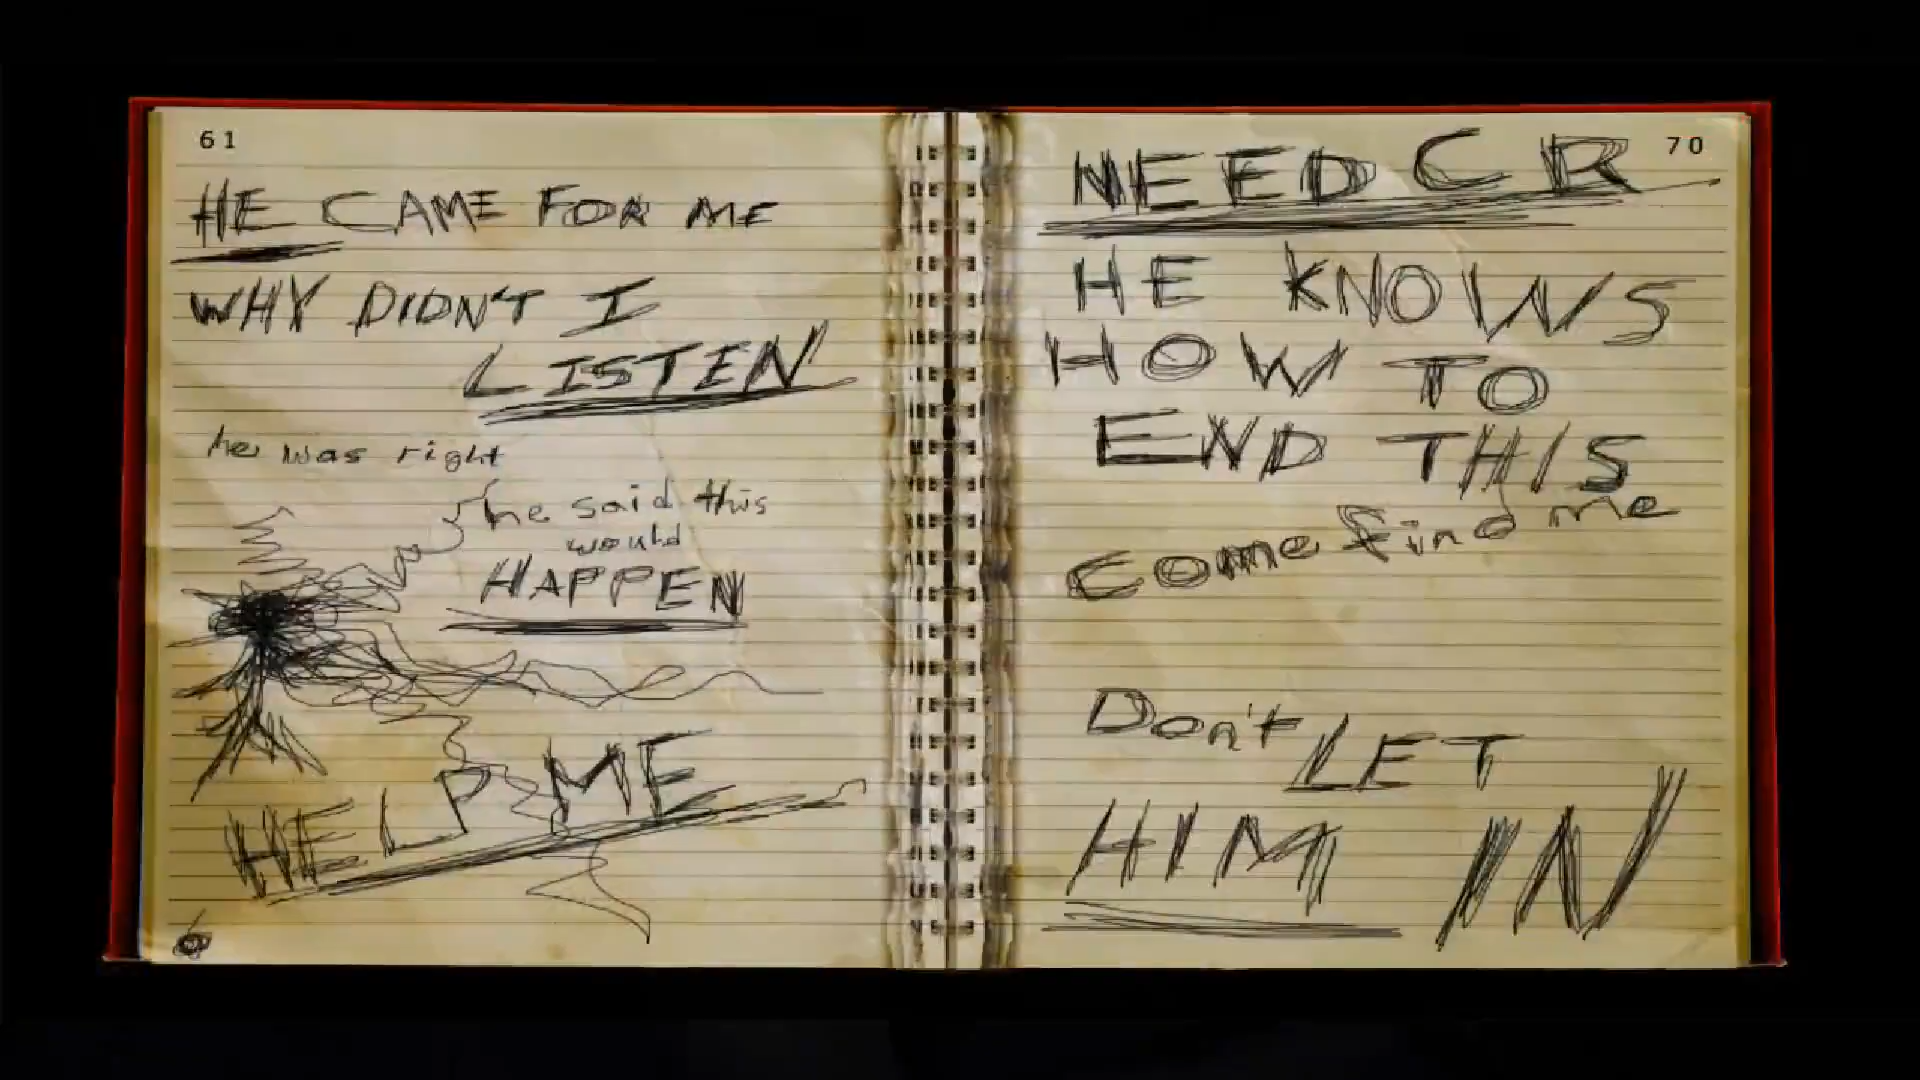 61
HE CAME FOR ME
WHY DIDN'T I
LISTEN
he was right
he said this
would
HAPPEN
HELP ME
70
NEED CR
HE KNOWS
HOW TO
END THIS
come find me
Don't LET
HIM IN